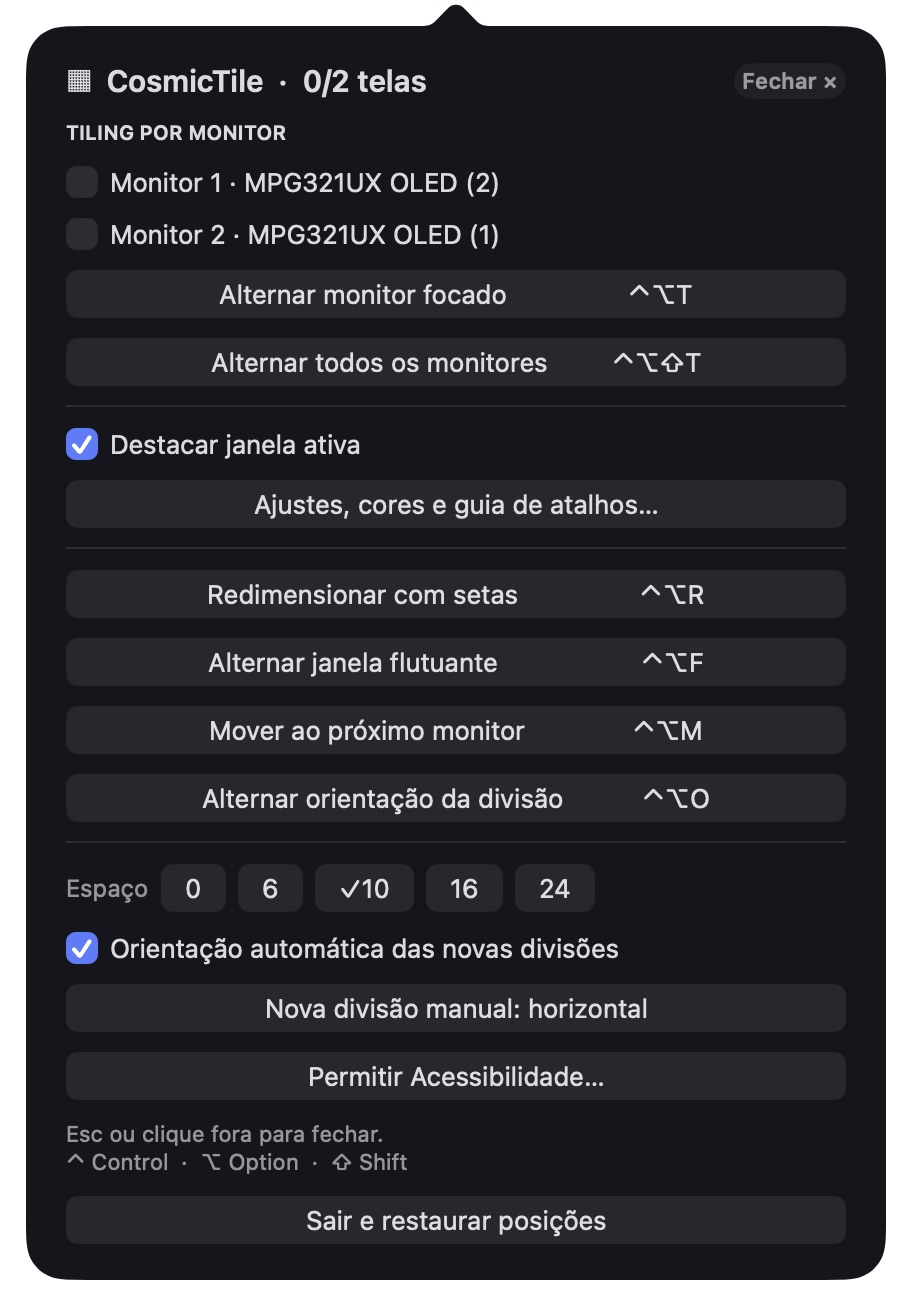 CosmicTile · 0/2 telas
Fechar ×
TILING POR MONITOR
Monitor 1 · MPG321UX OLED (2)
Monitor 2 · MPG321UX OLED (1)
Alternar monitor focado ⌃⌥T
Alternar todos os monitores ⌃⌥⇧T
Destacar janela ativa
Ajustes, cores e guia de atalhos...
Redimensionar com setas ⌃⌥R
Alternar janela flutuante ⌃⌥F
Mover ao próximo monitor ⌃⌥M
Alternar orientação da divisão ⌃⌥O
Espaço 0 6 ✓10 16 24
Orientação automática das novas divisões
Nova divisão manual: horizontal
Permitir Acessibilidade...
Esc ou clique fora para fechar.
⌃ Control · ⌥ Option · ⇧ Shift
Sair e restaurar posições